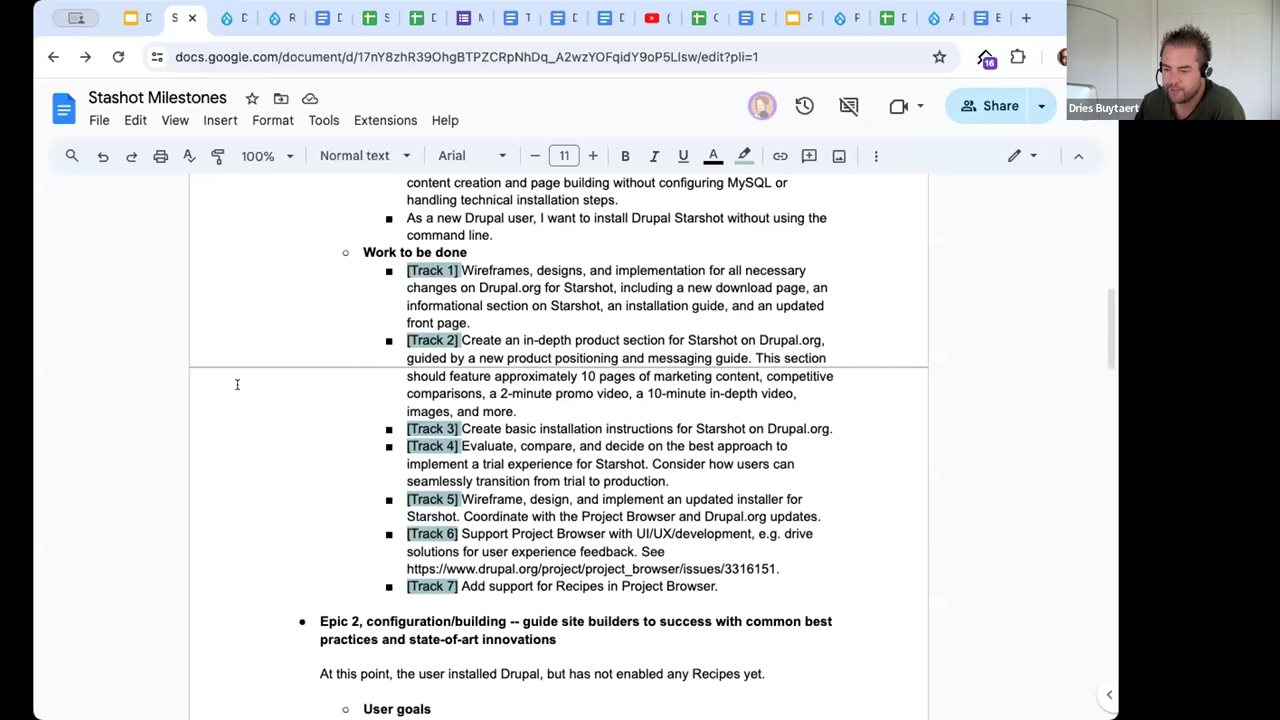 D
S
D
R
D
S
D
M
T
D
D
(
C
D
P
P
D
A
E
docs.google.com/document/d/17nY8zhR39OhgBTPZCRpNhDq_A2wzYOFqidY9oP5Llsw/edit?pli=1
16
Dries Buytaert
Stashot Milestones
File Edit View Insert Format Tools Extensions Help
Share
100% Normal text Arial 11 B I U A
content creation and page building without configuring MySQL or
handling technical installation steps.
■ As a new Drupal user, I want to install Drupal Starshot without using the
command line.
○ Work to be done
■ [Track 1] Wireframes, designs, and implementation for all necessary
changes on Drupal.org for Starshot, including a new download page, an
informational section on Starshot, an installation guide, and an updated
front page.
■ [Track 2] Create an in-depth product section for Starshot on Drupal.org,
guided by a new product positioning and messaging guide. This section
should feature approximately 10 pages of marketing content, competitive
comparisons, a 2-minute promo video, a 10-minute in-depth video,
images, and more.
■ [Track 3] Create basic installation instructions for Starshot on Drupal.org.
■ [Track 4] Evaluate, compare, and decide on the best approach to
implement a trial experience for Starshot. Consider how users can
seamlessly transition from trial to production.
■ [Track 5] Wireframe, design, and implement an updated installer for
Starshot. Coordinate with the Project Browser and Drupal.org updates.
■ [Track 6] Support Project Browser with UI/UX/development, e.g. drive
solutions for user experience feedback. See
https://www.drupal.org/project/project_browser/issues/3316151.
■ [Track 7] Add support for Recipes in Project Browser.
● Epic 2, configuration/building -- guide site builders to success with common best
practices and state-of-art innovations
At this point, the user installed Drupal, but has not enabled any Recipes yet.
○ User goals